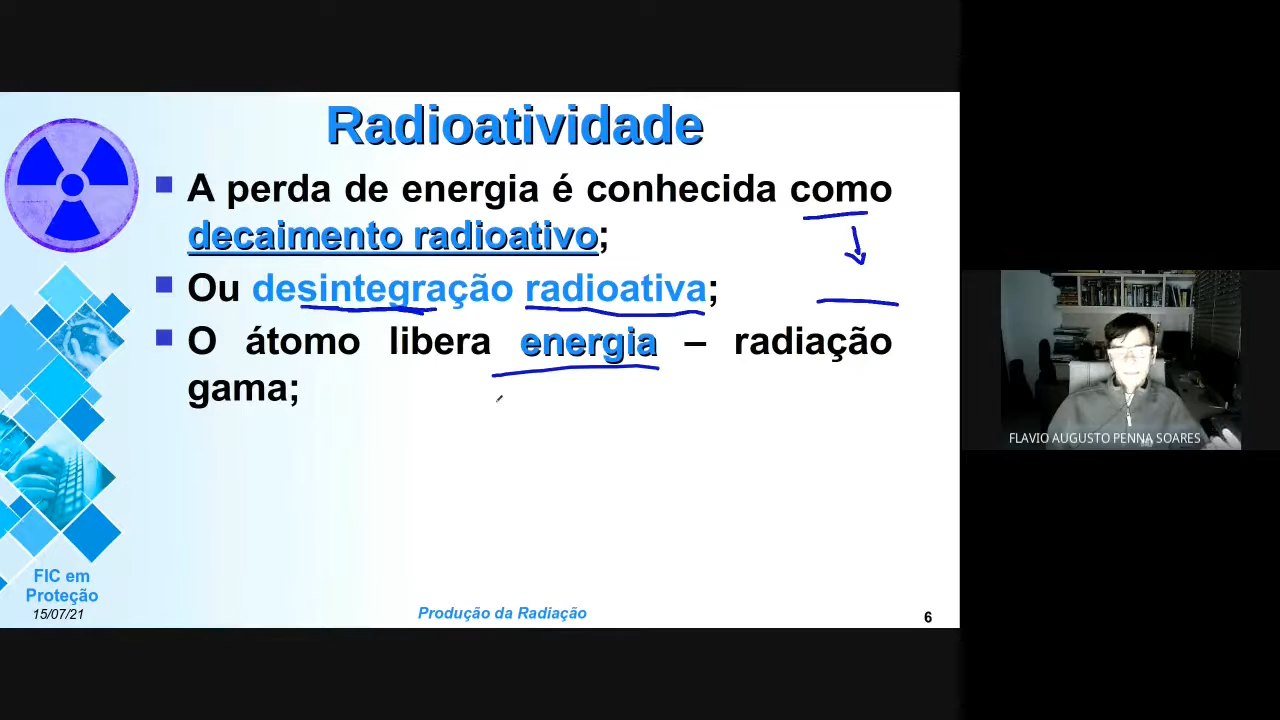 Radioatividade
A perda de energia é conhecida como
decaimento radioativo;
Ou desintegração radioativa;
O átomo libera energia – radiação
gama;
FIC em
Proteção
15/07/21
Produção da Radiação
6
FLAVIO AUGUSTO PENNA SOARES